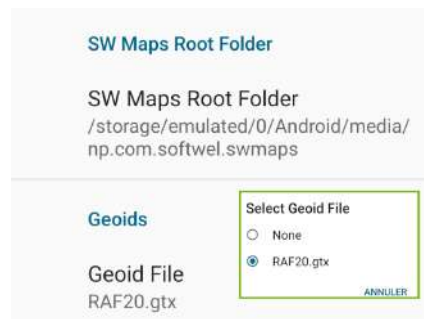 SW Maps Root Folder
SW Maps Root Folder
/storage/emulated/0/Android/media/
np.com.softwel.swmaps
Geoids
Geoid File
RAF20.gtx
Select Geoid File
None
RAF20.gtx
ANNULER